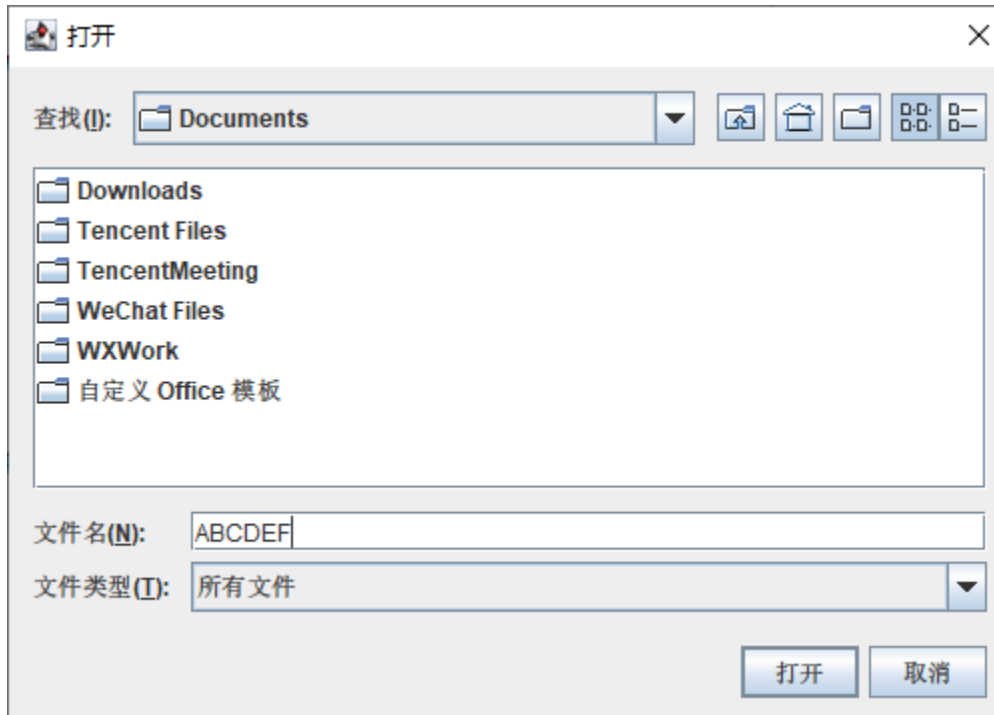 打开
查找(I): Documents
Downloads
Tencent Files
TencentMeeting
WeChat Files
WXWork
自定义 Office 模板
文件名(N): ABCDEF
文件类型(T): 所有文件
打开 取消